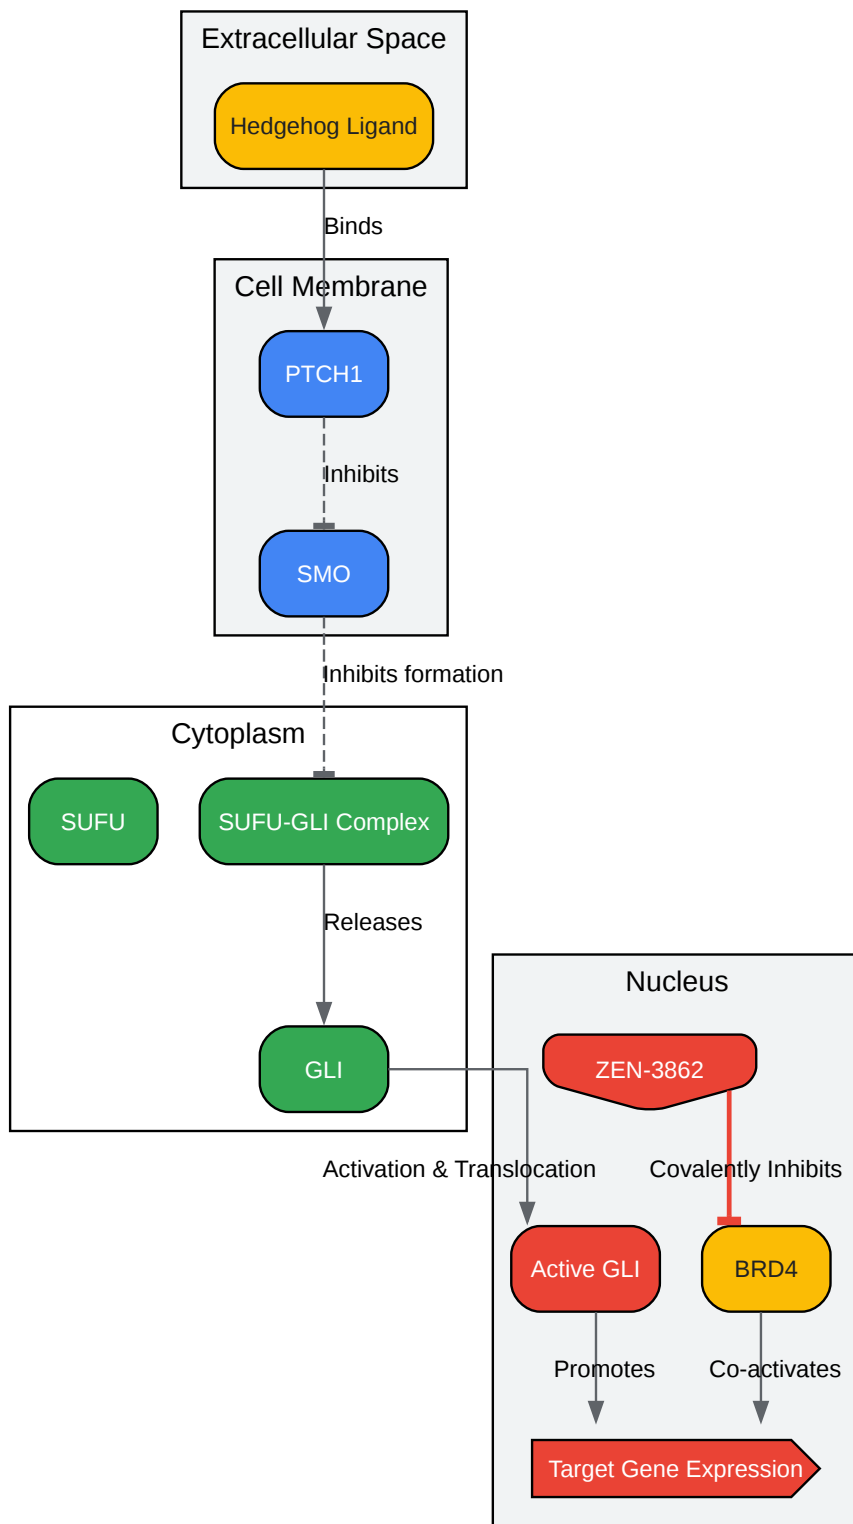 Extracellular Space
Hedgehog Ligand
Binds
Cell Membrane
PTCH1
Inhibits
SMO
Inhibits formation
Cytoplasm
SUFU
SUFU-GLI Complex
Releases
Nucleus
GLI
ZEN-3862
Activation & Translocation
Covalently Inhibits
Active GLI
BRD4
Promotes
Co-activates
Target Gene Expression